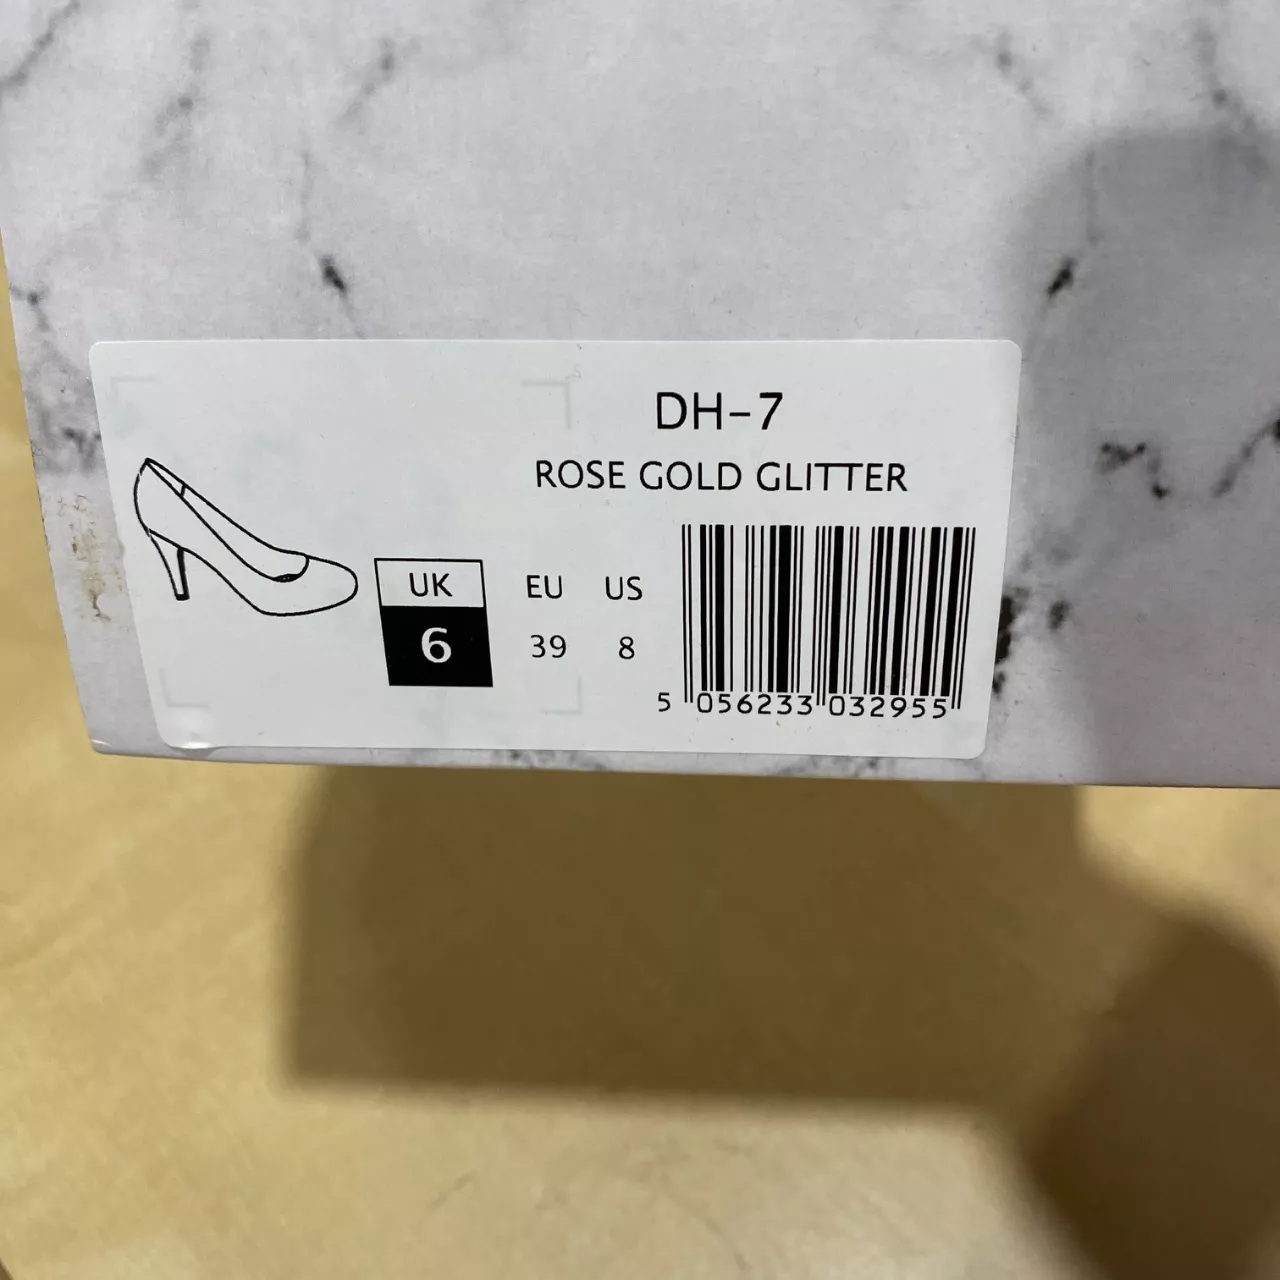 DH-7
ROSE GOLD GLITTER
UK EU US
6 39 8
5 056233 032955